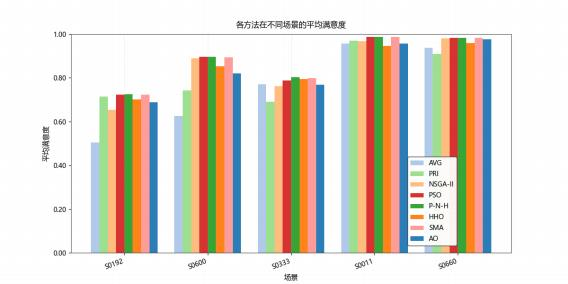 各方法在不同场景的平均满意度
1.00
0.80
0.60
0.40
0.20
0.00
平均满意度
S0192
S0600
S0333
S0011
S0660
场景
AVG
PRI
NSGA-II
PSO
P-N-H
HHO
SMA
AO